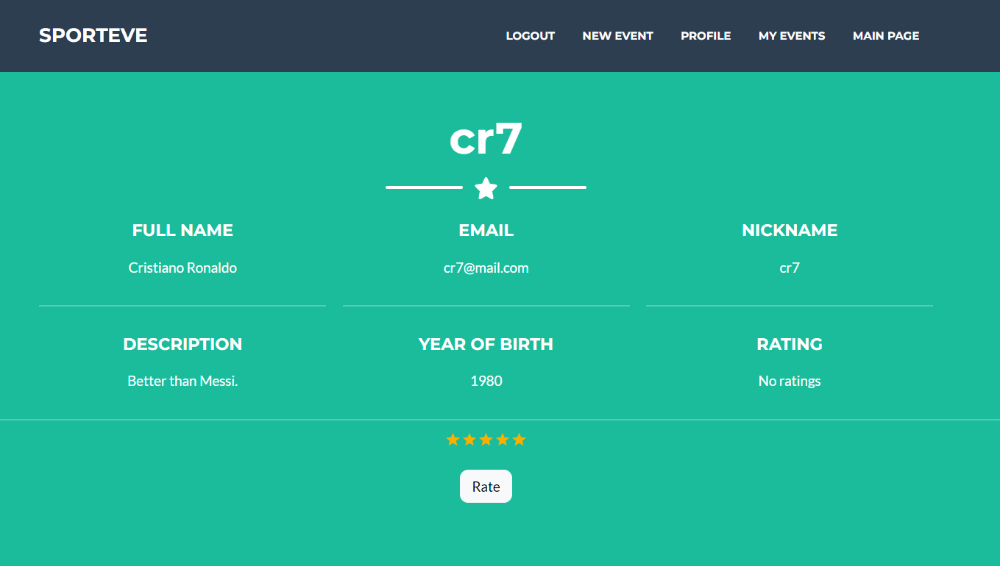 SPORTEVE LOGOUT NEW EVENT PROFILE MY EVENTS MAIN PAGE
cr7
FULL NAME EMAIL NICKNAME
Cristiano Ronaldo cr7@mail.com cr7
DESCRIPTION YEAR OF BIRTH RATING
Better than Messi. 1980 No ratings
Rate